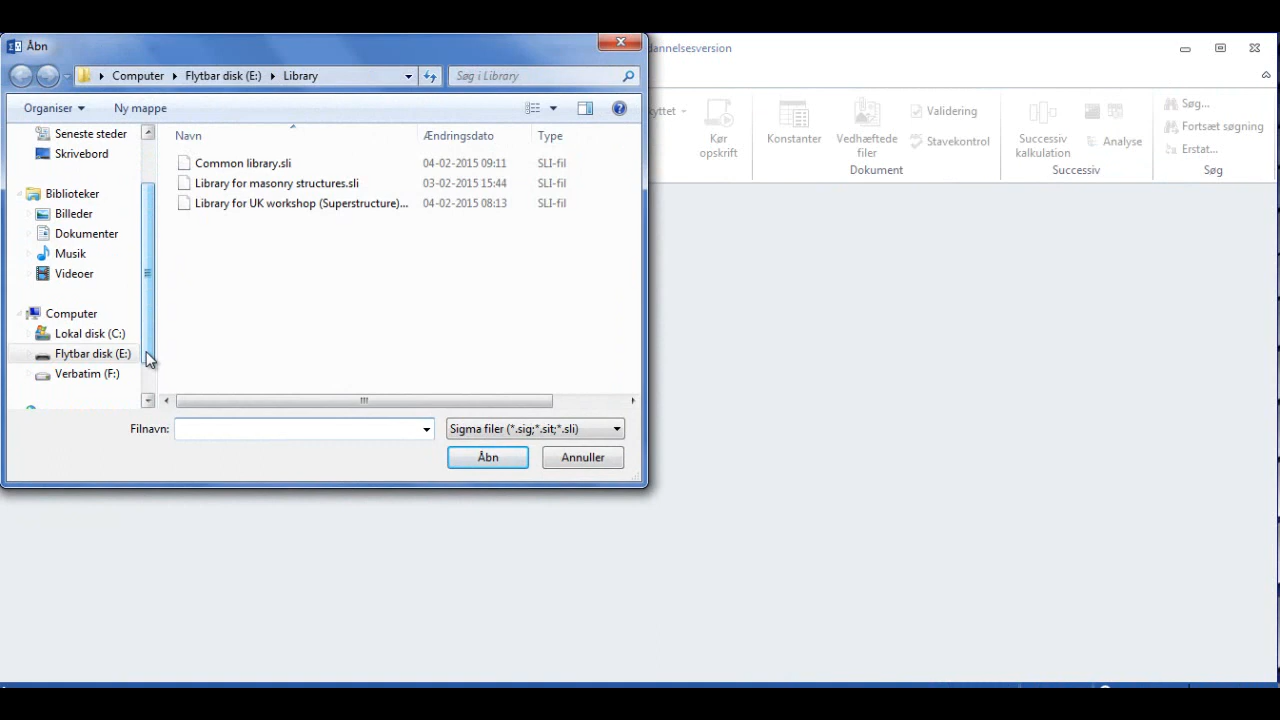 Åbn
Computer Flytbar disk (E:) Library
Søg i Library
Organiser Ny mappe
Seneste steder
Skrivebord
Biblioteker
Billeder
Dokumenter
Musik
Videoer
Computer
Lokal disk (C:)
Flytbar disk (E:)
Verbatim (F:)
Navn Ændringsdato Type
Common library.sli 04-02-2015 09:11 SLI-fil
Library for masonry structures.sli 03-02-2015 15:44 SLI-fil
Library for UK workshop (Superstructure)... 04-02-2015 08:13 SLI-fil
Filnavn:
Sigma filer (*.sig;*.sit;*.sli)
Åbn Annuller
Kør
opskrift
Konstanter
Vedhæftede
filer
Validering
Stavekontrol
Dokument
Successiv
kalkulation
Analyse
Successiv
Søg...
Fortsæt søgning
Erstat...
Søg